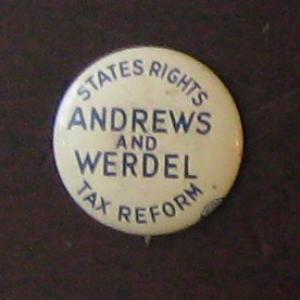 STATES RIGHTS
ANDREWS
AND
WERDEL
TAX REFORM